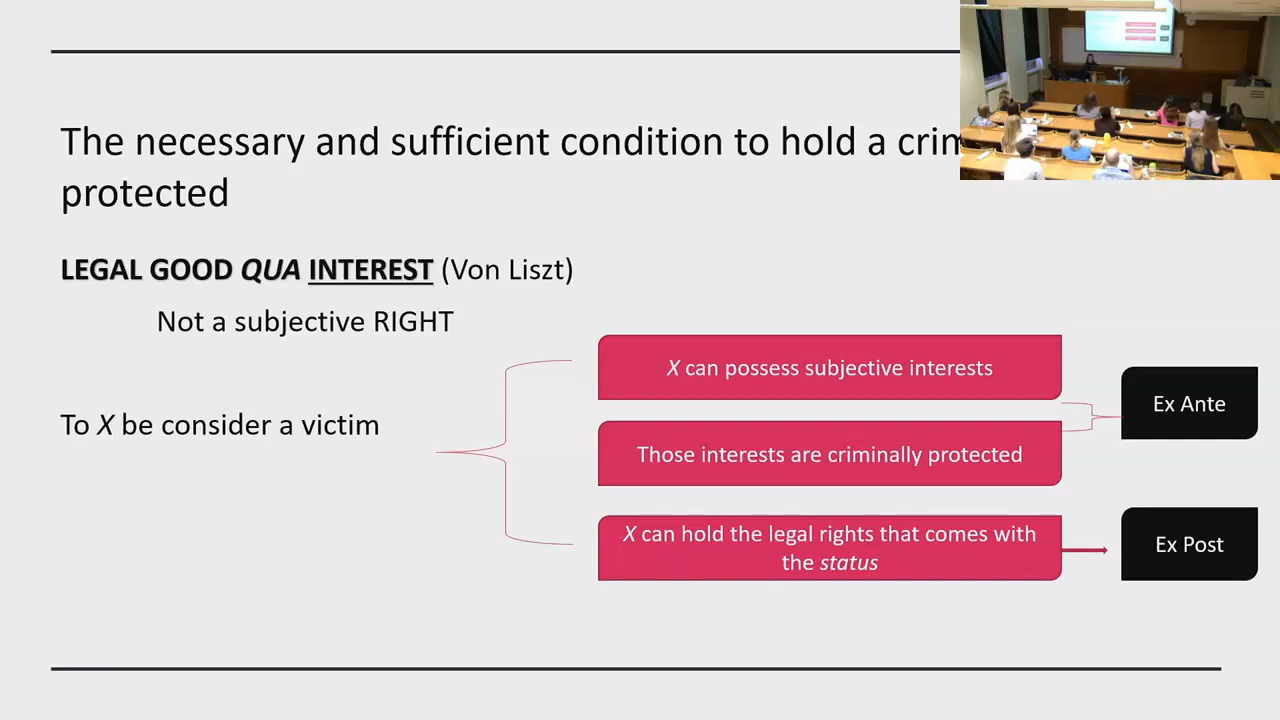 The necessary and sufficient condition to hold a
protected
LEGAL GOOD QUA INTEREST (Von Liszt)
Not a subjective RIGHT
X can possess subjective interests
Ex Ante
To X be consider a victim
Those interests are criminally protected
X can hold the legal rights that comes with
the status
Ex Post